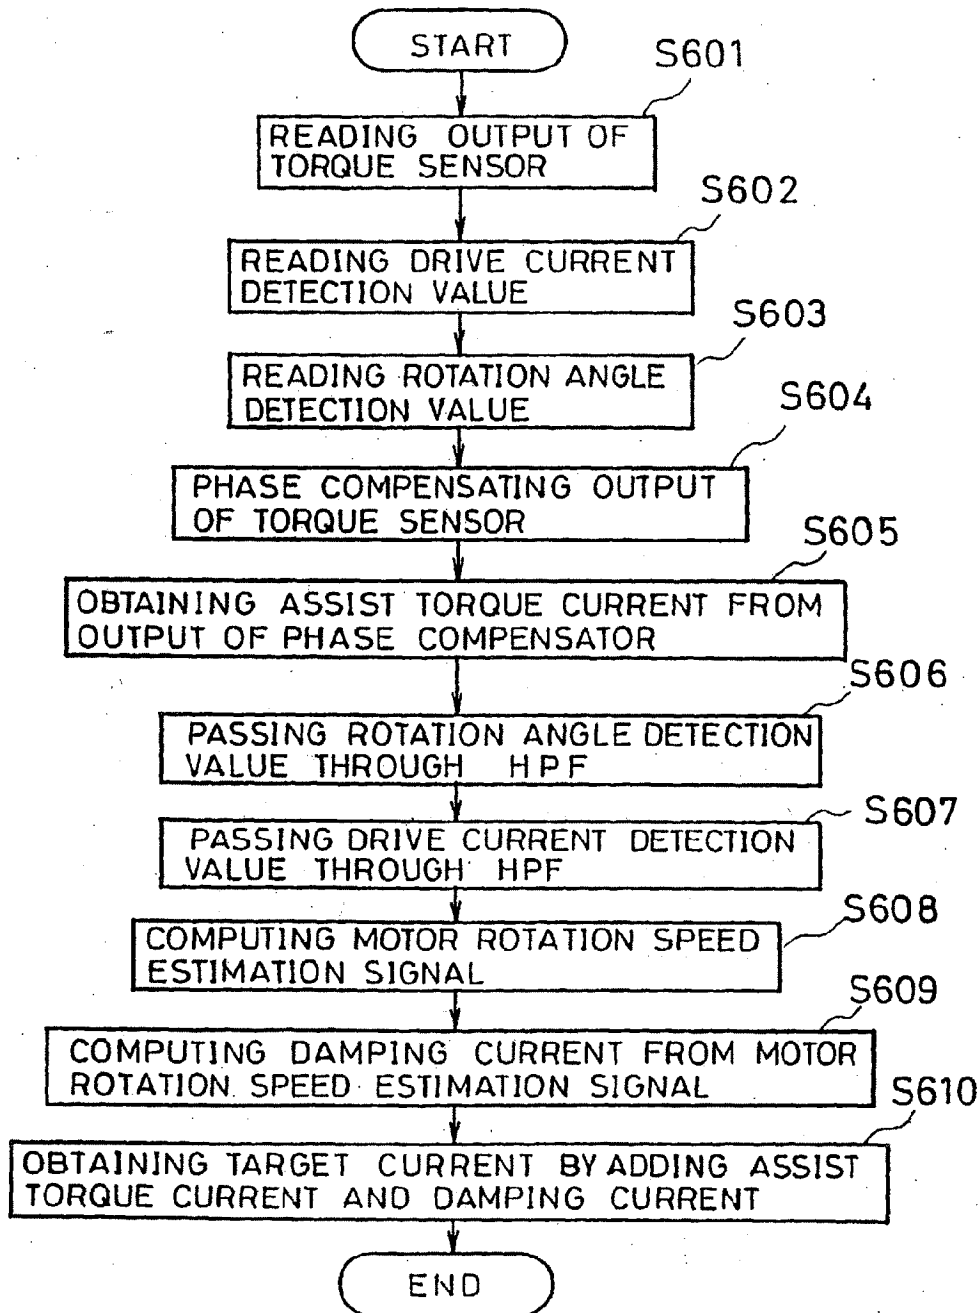 START
S601
READING OUTPUT OF
TORQUE SENSOR
S602
READING DRIVE CURRENT
DETECTION VALUE
S603
READING ROTATION ANGLE
DETECTION VALUE
S604
PHASE COMPENSATING OUTPUT
OF TORQUE SENSOR
S605
OBTAINING ASSIST TORQUE CURRENT FROM
OUTPUT OF PHASE COMPENSATOR
S606
PASSING ROTATION ANGLE DETECTION
VALUE THROUGH HPF
S607
PASSING DRIVE CURRENT DETECTION
VALUE THROUGH HPF
S608
COMPUTING MOTOR ROTATION SPEED
ESTIMATION SIGNAL
S609
COMPUTING DAMPING CURRENT FROM MOTOR
ROTATION SPEED ESTIMATION SIGNAL
S610
OBTAINING TARGET CURRENT BY ADDING ASSIST
TORQUE CURRENT AND DAMPING CURRENT
END